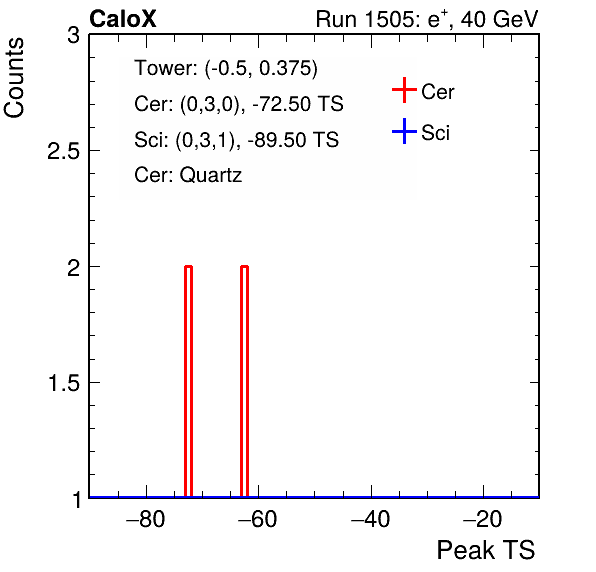 CaloX Run 1505: e⁺, 40 GeV
Counts
3
2.5
2
1.5
1
Tower: (-0.5, 0.375)
Cer: (0,3,0), -72.50 TS
Sci: (0,3,1), -89.50 TS
Cer: Quartz
Cer
Sci
−80 −60 −40 −20
Peak TS